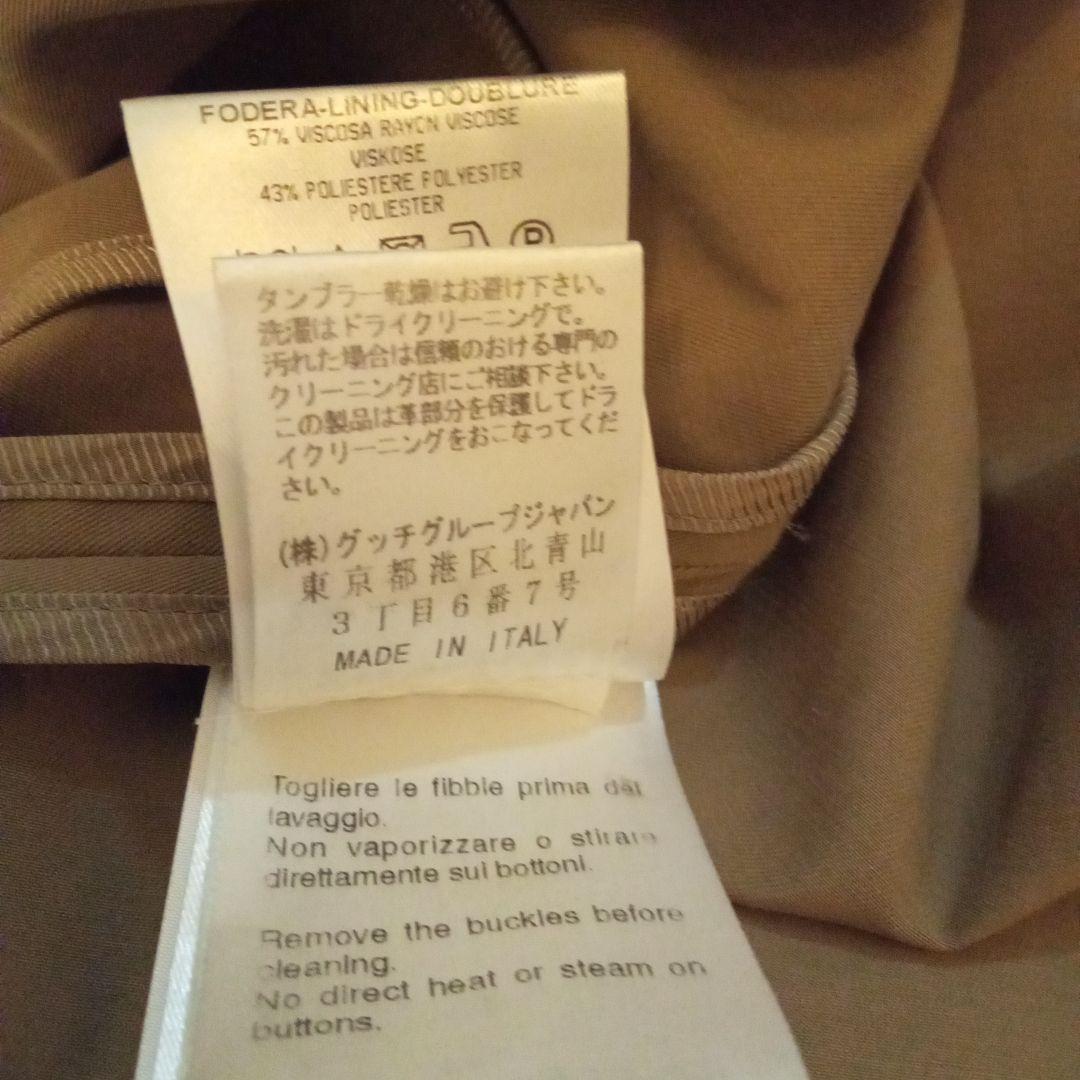 FODERA-LINING-DOUBLURE
57% VISCOSA RAYON VISCOSE
VISKOSE
43% POLIESTERE POLYESTER
POLIESTER
P
タンブラー乾燥はお避け下さい。
洗濯はドライクリーニングで。
汚れた場合は信頼のおける専門の
クリーニング店にご相談下さい。
この製品は革部分を保護してドラ
イクリーニングをおこなってくだ
さい。
(株)グッチグループジャパン
東京都港区北青山
3丁目6番7号
MADE IN ITALY
Togliere le fibbie prima del
lavaggio.
Non vaporizzare o stirare
direttamente sui bottoni.
Remove the buckles before
cleaning.
No direct heat or steam on
buttons.